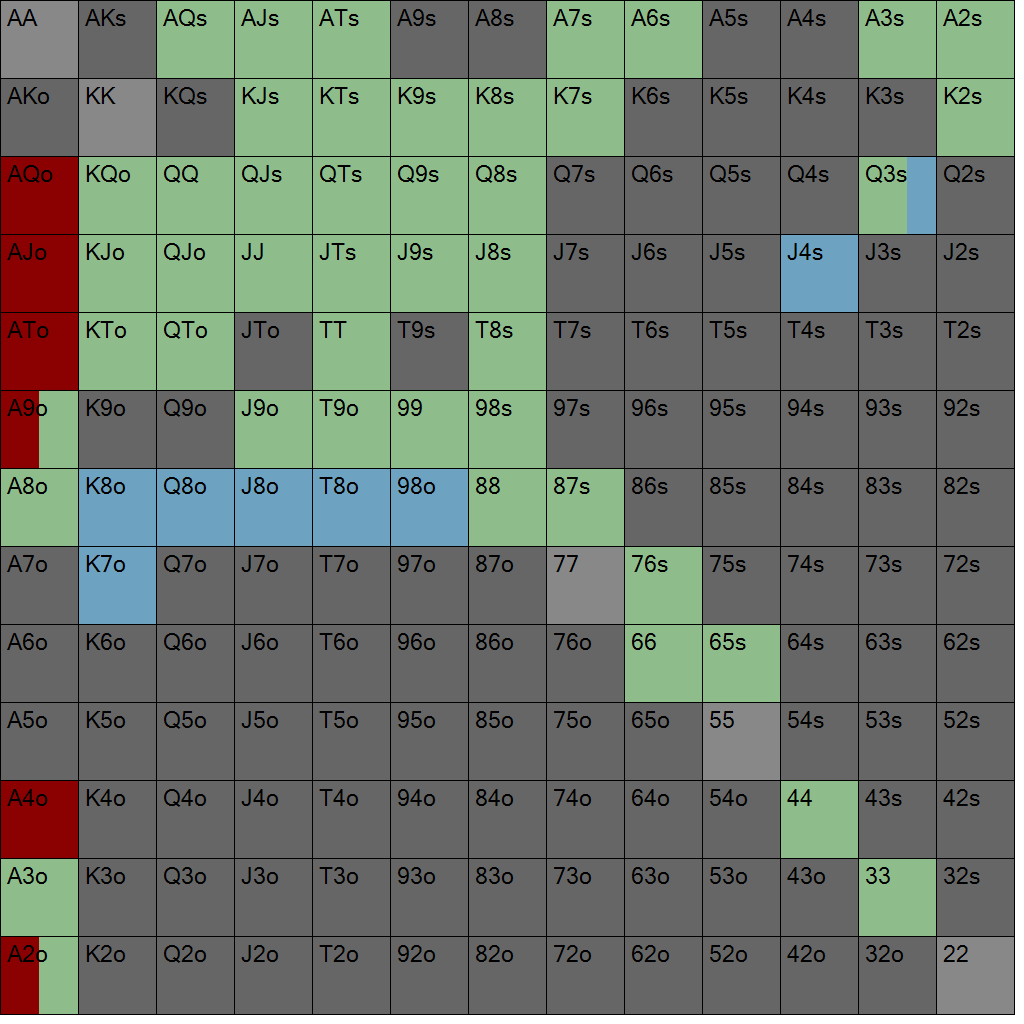 AA AKs AQs AJs ATs A9s A8s A7s A6s A5s A4s A3s A2s
AKo KK KQs KJs KTs K9s K8s K7s K6s K5s K4s K3s K2s
AQo KQo QQ QJs QTs Q9s Q8s Q7s Q6s Q5s Q4s Q3s Q2s
AJo KJo QJo JJ JTs J9s J8s J7s J6s J5s J4s J3s J2s
ATo KTo QTo JTo TT T9s T8s T7s T6s T5s T4s T3s T2s
A9o K9o Q9o J9o T9o 99 98s 97s 96s 95s 94s 93s 92s
A8o K8o Q8o J8o T8o 98o 88 87s 86s 85s 84s 83s 82s
A7o K7o Q7o J7o T7o 97o 87o 77 76s 75s 74s 73s 72s
A6o K6o Q6o J6o T6o 96o 86o 76o 66 65s 64s 63s 62s
A5o K5o Q5o J5o T5o 95o 85o 75o 65o 55 54s 53s 52s
A4o K4o Q4o J4o T4o 94o 84o 74o 64o 54o 44 43s 42s
A3o K3o Q3o J3o T3o 93o 83o 73o 63o 53o 43o 33 32s
A2o K2o Q2o J2o T2o 92o 82o 72o 62o 52o 42o 32o 22